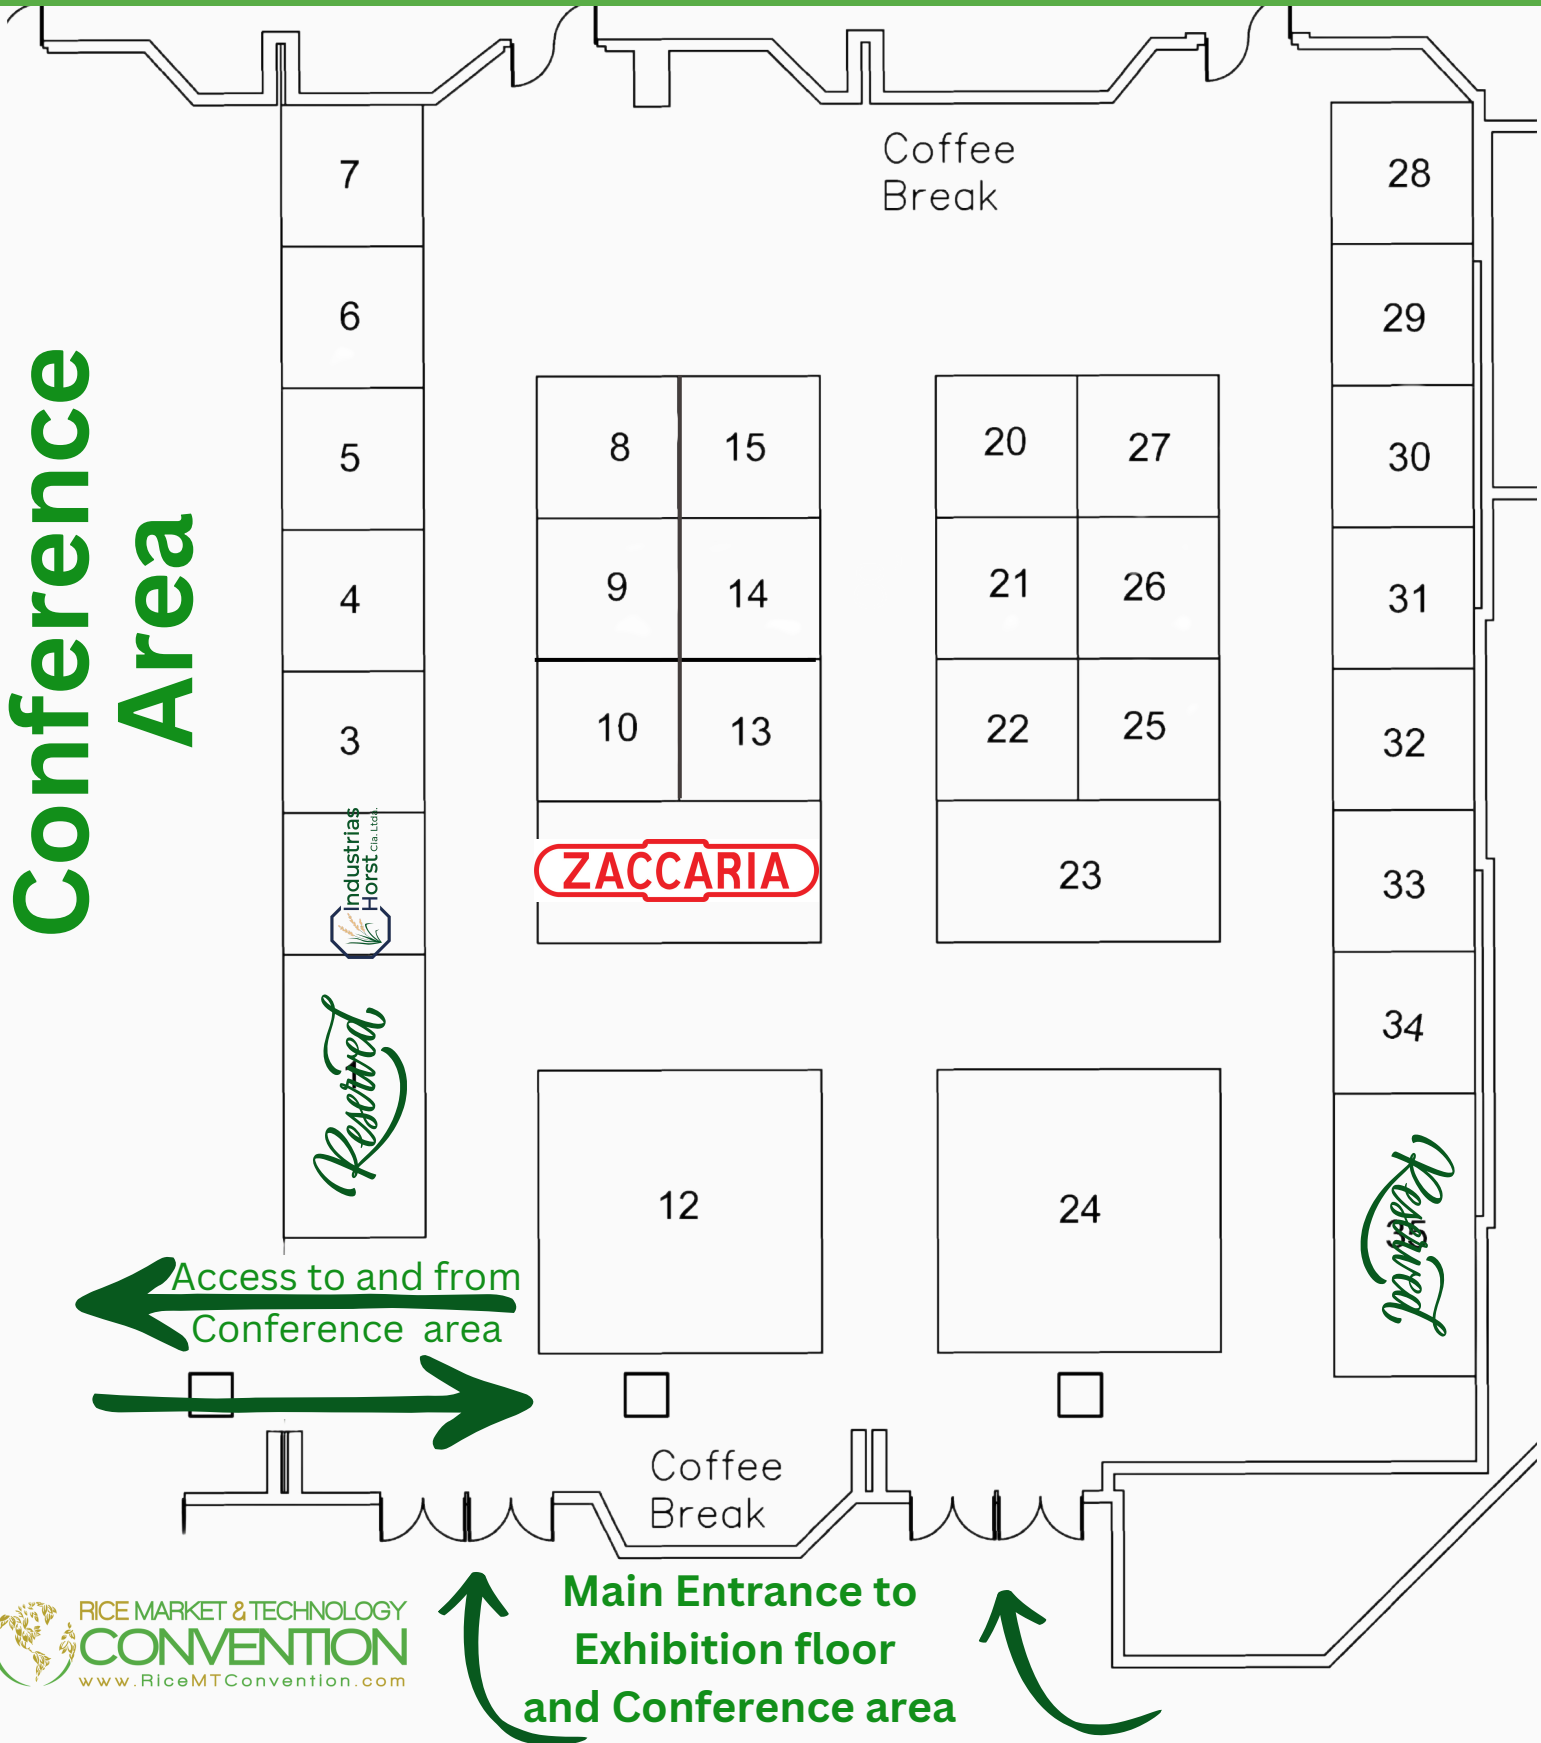 Coffee
Break
7
28
6
29
5
8
15
20
27
30
4
9
14
21
26
31
3
10
13
22
25
32
Conference
Area
Industrias
Horst Cia. Ltda.
ZACCARIA
23
33
34
Reserved
12
24
Reserved
Access to and from
Conference area
Coffee
Break
Main Entrance to
Exhibition floor
and Conference area
RICE MARKET & TECHNOLOGY
CONVENTION
www.RiceMTConvention.com